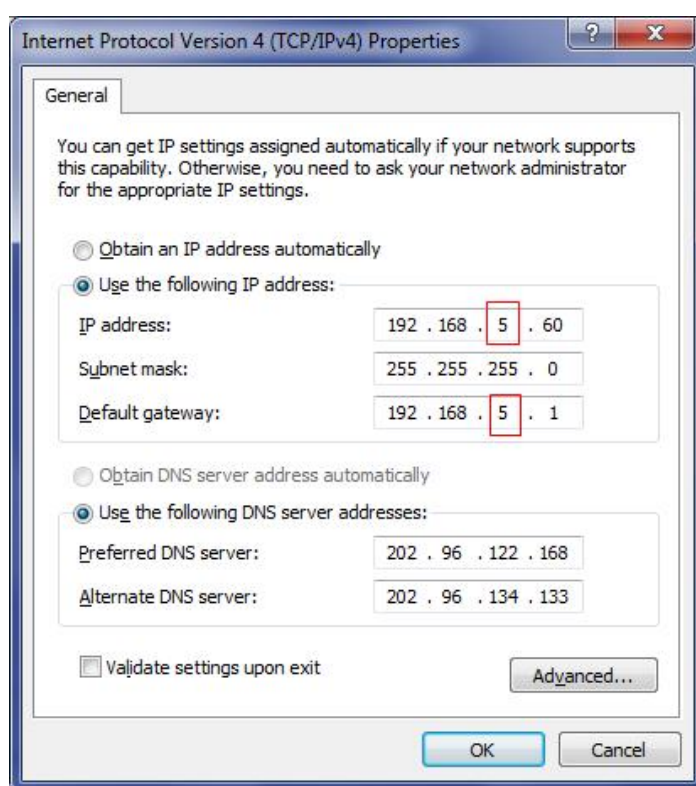 Internet Protocol Version 4 (TCP/IPv4) Properties
General
You can get IP settings assigned automatically if your network supports
this capability. Otherwise, you need to ask your network administrator
for the appropriate IP settings.
Obtain an IP address automatically
Use the following IP address:
IP address: 192 . 168 . 5 . 60
Subnet mask: 255 . 255 . 255 . 0
Default gateway: 192 . 168 . 5 . 1
Obtain DNS server address automatically
Use the following DNS server addresses:
Preferred DNS server: 202 . 96 . 122 . 168
Alternate DNS server: 202 . 96 . 134 . 133
Validate settings upon exit
Advanced...
OK Cancel